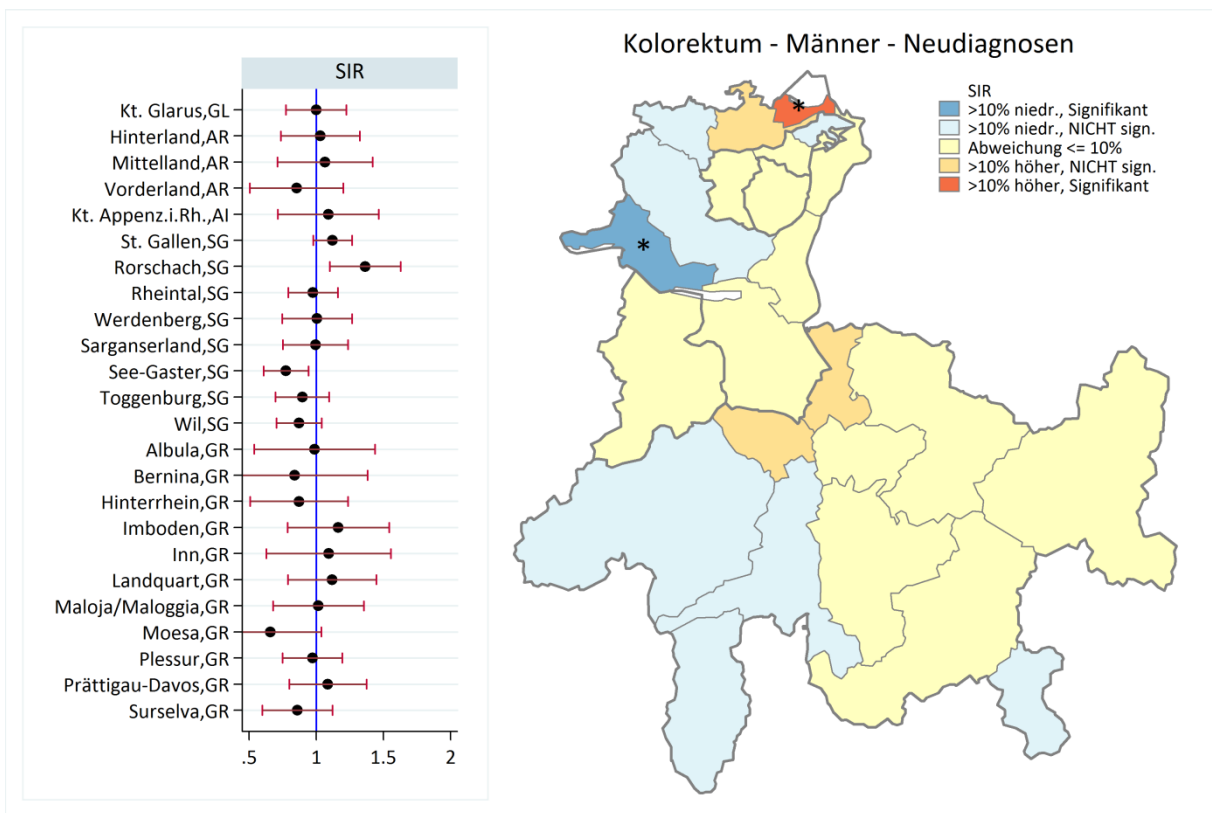 Kolorektum - Männer - Neudiagnosen
SIR
Kt. Glarus,GL
Hinterland,AR
Mittelland,AR
Vorderland,AR
Kt. Appenz.i.Rh.,AI
St. Gallen,SG
Rorschach,SG
Rheintal,SG
Werdenberg,SG
Sarganserland,SG
See-Gaster,SG
Toggenburg,SG
Wil,SG
Albula,GR
Bernina,GR
Hinterrhein,GR
Imboden,GR
Inn,GR
Landquart,GR
Maloja/Maloggia,GR
Moesa,GR
Plessur,GR
Prättigau-Davos,GR
Surselva,GR
.5 1 1.5 2
SIR
>10% niedr., Signifikant
>10% niedr., NICHT sign.
Abweichung <= 10%
>10% höher, NICHT sign.
>10% höher, Signifikant
*
*